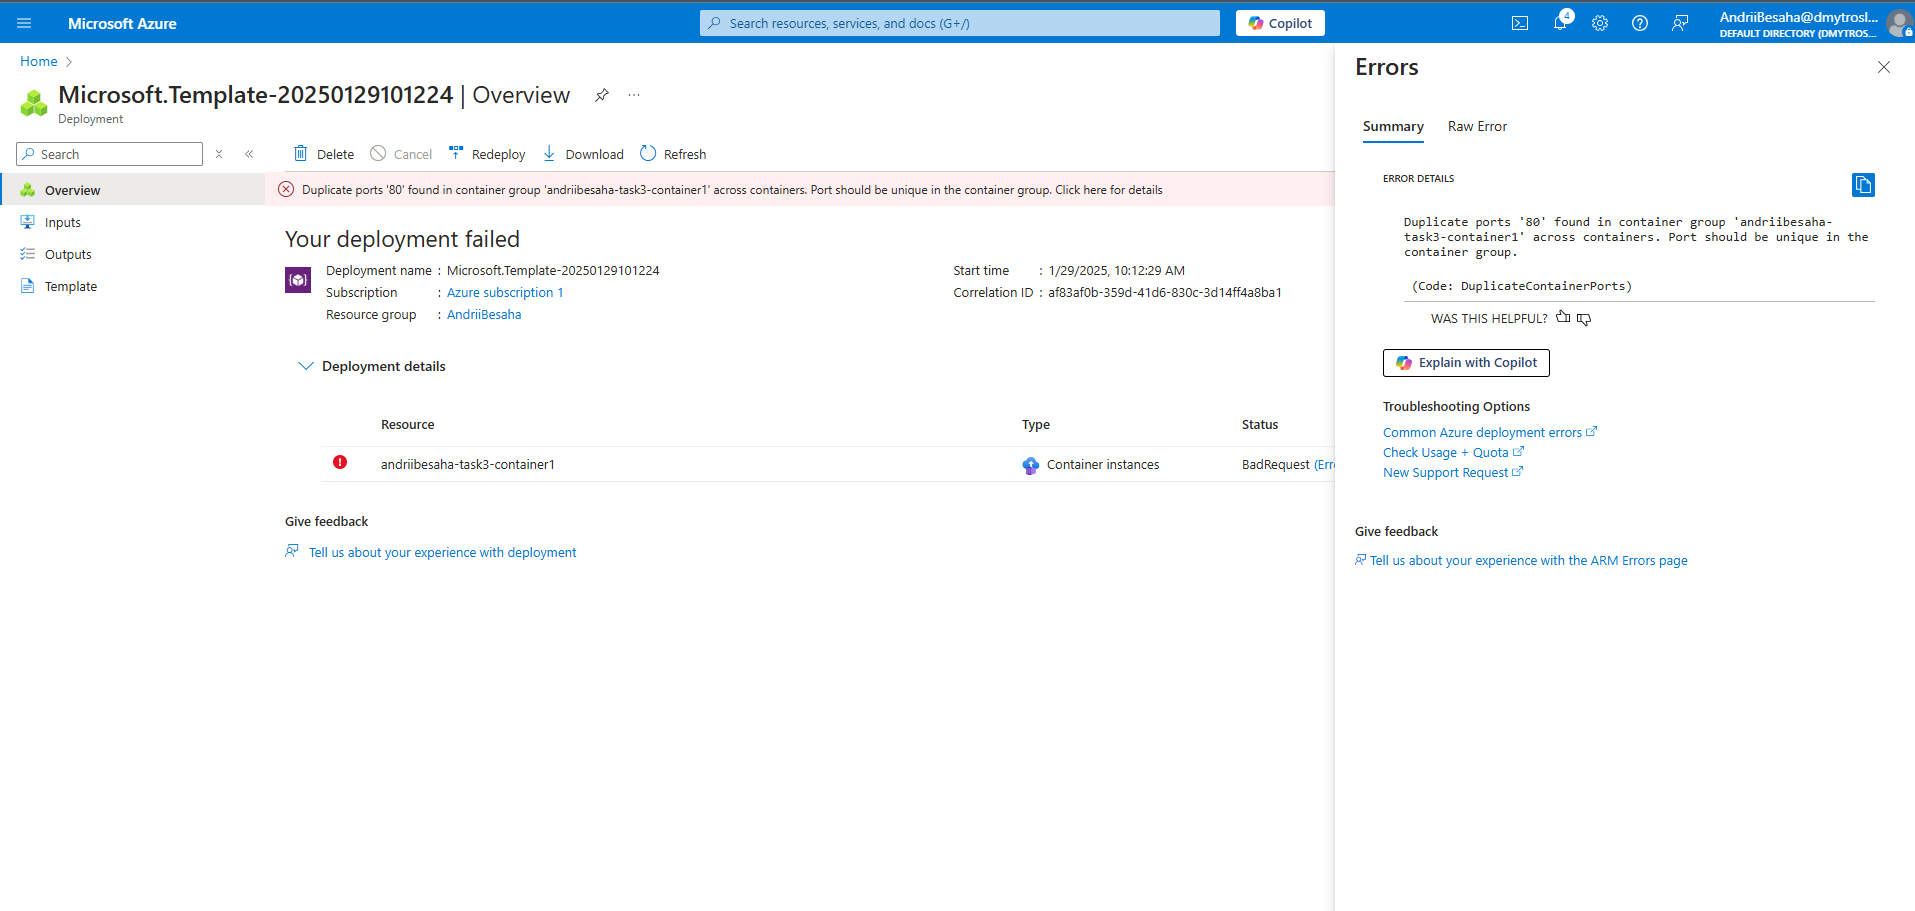 Microsoft Azure
Search resources, services, and docs (G+/)
Copilot
4
AndriiBesaha@dmytrosl...
DEFAULT DIRECTORY (DMYTROS...
Home
Microsoft.Template-20250129101224 | Overview
Deployment
Search
Delete
Cancel
Redeploy
Download
Refresh
Overview
Inputs
Outputs
Template
Duplicate ports '80' found in container group 'andriibesaha-task3-container1' across containers. Port should be unique in the container group. Click here for details
Your deployment failed
Deployment name : Microsoft.Template-20250129101224
Subscription : Azure subscription 1
Resource group : AndriiBesaha
Start time : 1/29/2025, 10:12:29 AM
Correlation ID : af83af0b-359d-41d6-830c-3d14ff4a8ba1
Deployment details
Resource Type Status
andriibesaha-task3-container1 Container instances BadRequest (Err
Give feedback
Tell us about your experience with deployment
Errors
Summary
Raw Error
ERROR DETAILS
Duplicate ports '80' found in container group 'andriibesaha-
task3-container1' across containers. Port should be unique in the
container group.
(Code: DuplicateContainerPorts)
WAS THIS HELPFUL?
Explain with Copilot
Troubleshooting Options
Common Azure deployment errors
Check Usage + Quota
New Support Request
Give feedback
Tell us about your experience with the ARM Errors page